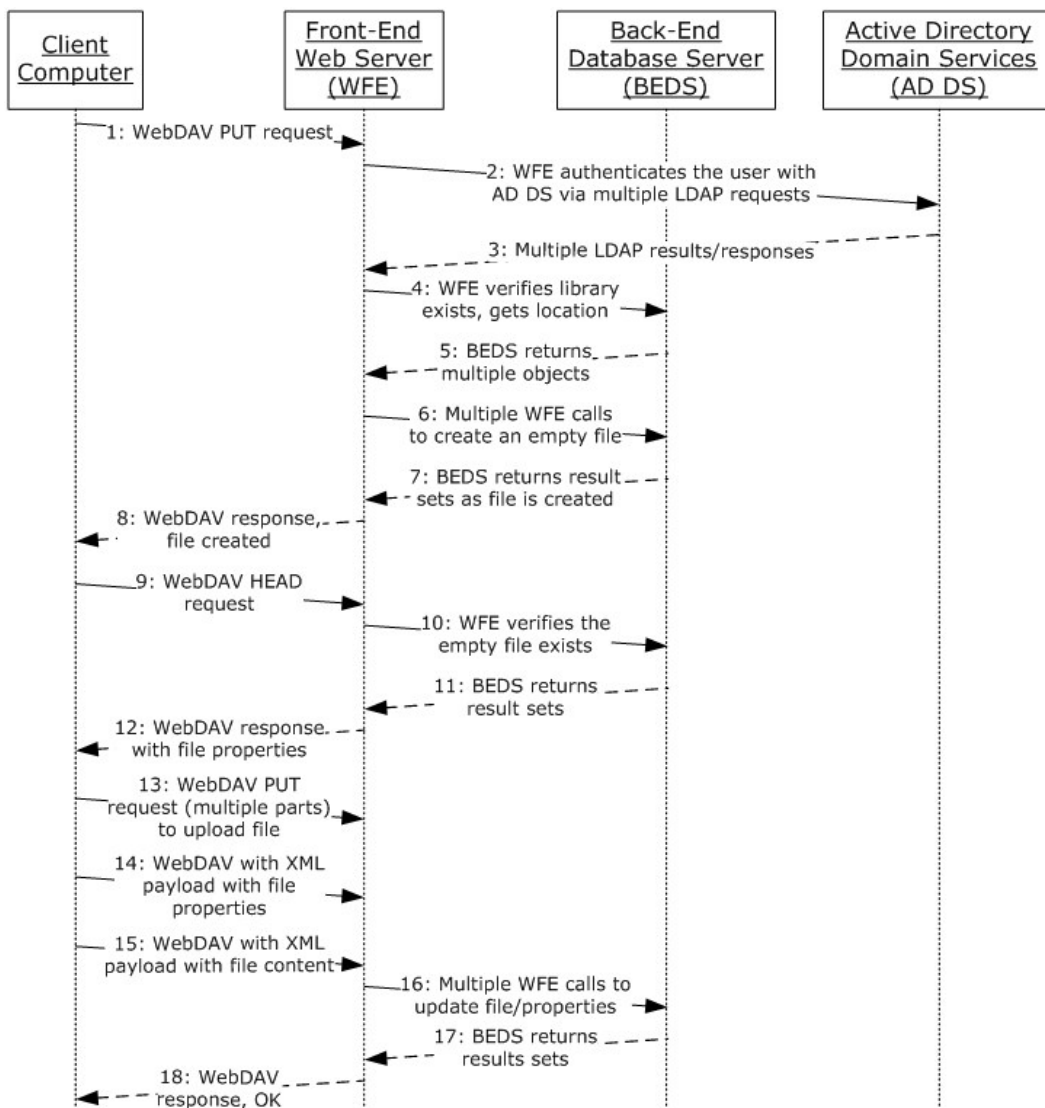 Client
Computer
Front-End
Web Server
(WFE)
Back-End
Database Server
(BEDS)
Active Directory
Domain Services
(AD DS)
1: WebDAV PUT request
2: WFE authenticates the user with
AD DS via multiple LDAP requests
3: Multiple LDAP results/responses
4: WFE verifies library
exists, gets location
5: BEDS returns
multiple objects
6: Multiple WFE calls
to create an empty file
7: BEDS returns result
sets as file is created
8: WebDAV response,
file created
9: WebDAV HEAD
request
10: WFE verifies the
empty file exists
11: BEDS returns
result sets
12: WebDAV response
with file properties
13: WebDAV PUT
request (multiple parts)
to upload file
14: WebDAV with XML
payload with file
properties
15: WebDAV with XML
payload with file content
16: Multiple WFE calls to
update file/properties
17: BEDS returns
results sets
18: WebDAV
response, OK